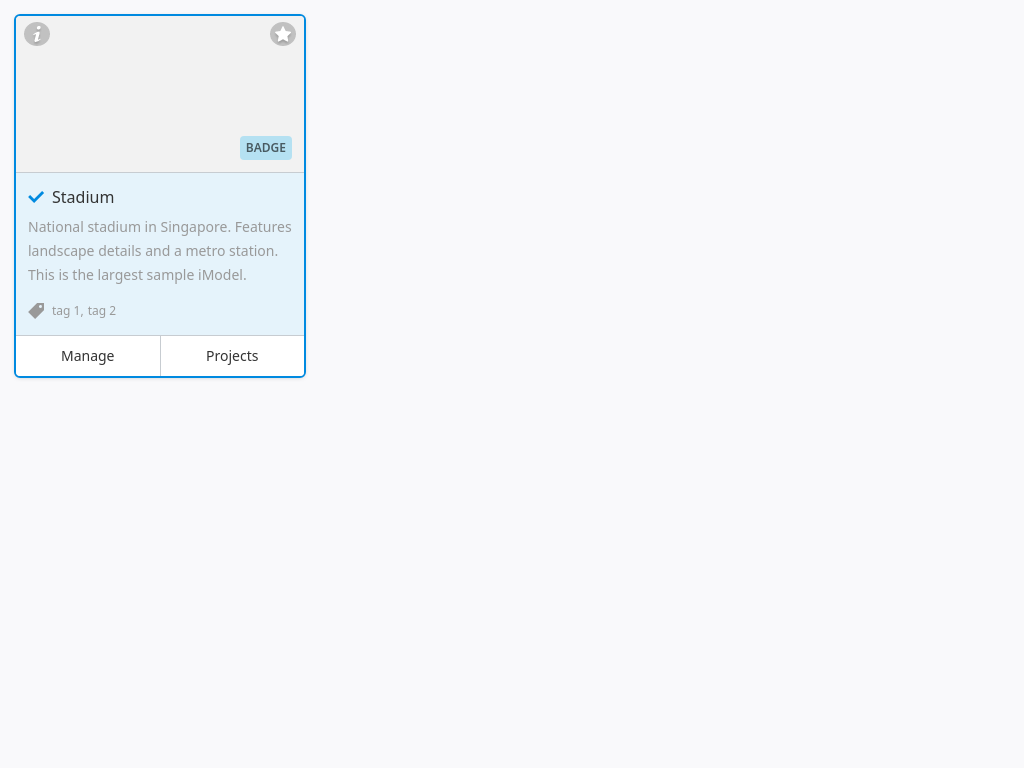 BADGE
Stadium
National stadium in Singapore. Features
landscape details and a metro station.
This is the largest sample iModel.
tag 1, tag 2
Manage
Projects